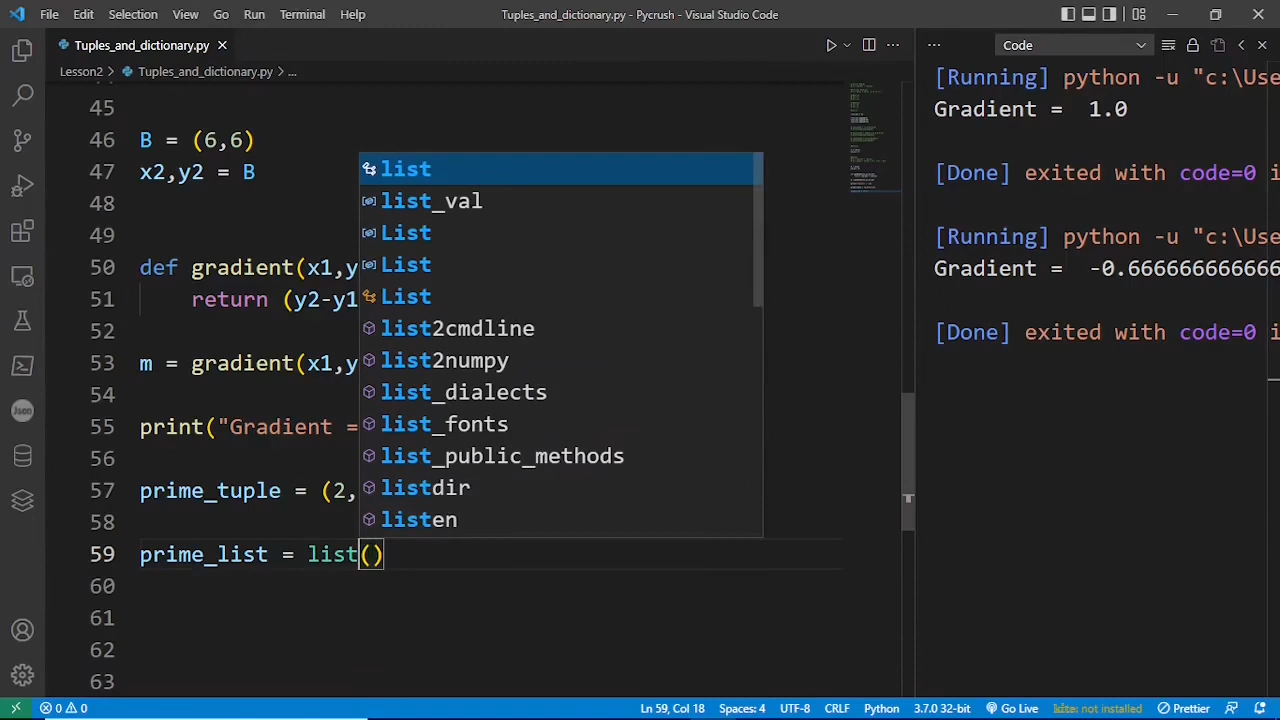 File Edit Selection View Go Run Terminal Help Tuples_and_dictionary.py - Pycrush - Visual Studio Code
Tuples_and_dictionary.py
Code
Lesson2 > Tuples_and_dictionary.py > ...
45
46 B = (6,6)
47 x2,y2 = B
48
49
50 def gradient(x1,y
51 return (y2-y1
52
53 m = gradient(x1,y
54
55 print("Gradient =
56
57 prime_tuple = (2,
58
59 prime_list = list()
60
61
62
63
list
list_val
List
List
List
list2cmdline
list2numpy
list_dialects
list_fonts
list_public_methods
listdir
listen
[Running] python -u "c:\Use
Gradient = 1.0
[Done] exited with code=0 i
[Running] python -u "c:\Use
Gradient = -0.6666666666666
[Done] exited with code=0 i
Json
0 0 Ln 59, Col 18 Spaces: 4 UTF-8 CRLF Python 3.7.0 32-bit Go Live not installed Prettier